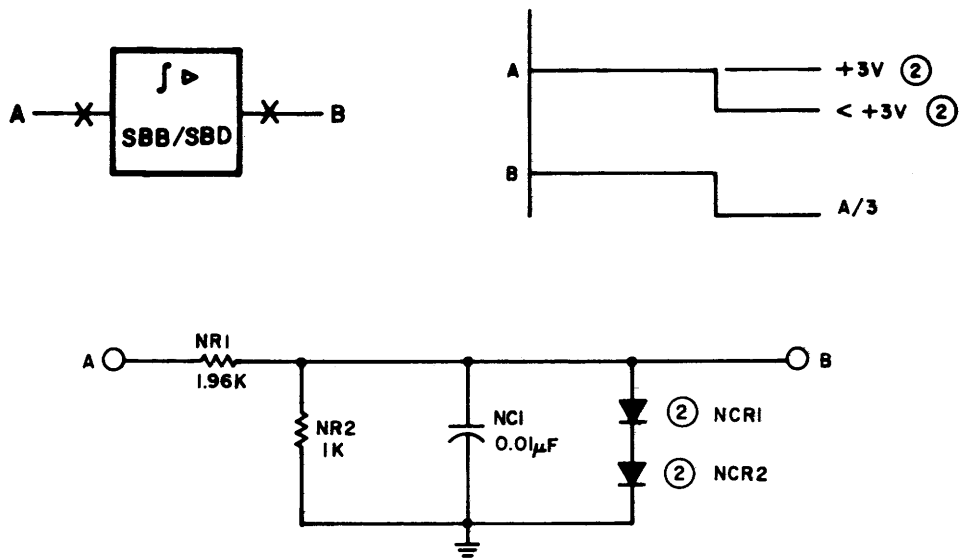 A
∫ ▷
SBB/SBD
B
A
+3V ②
< +3V ②
B
A/3
A
NR1
1.96K
B
NR2
1K
NC1
0.01μF
② NCR1
② NCR2